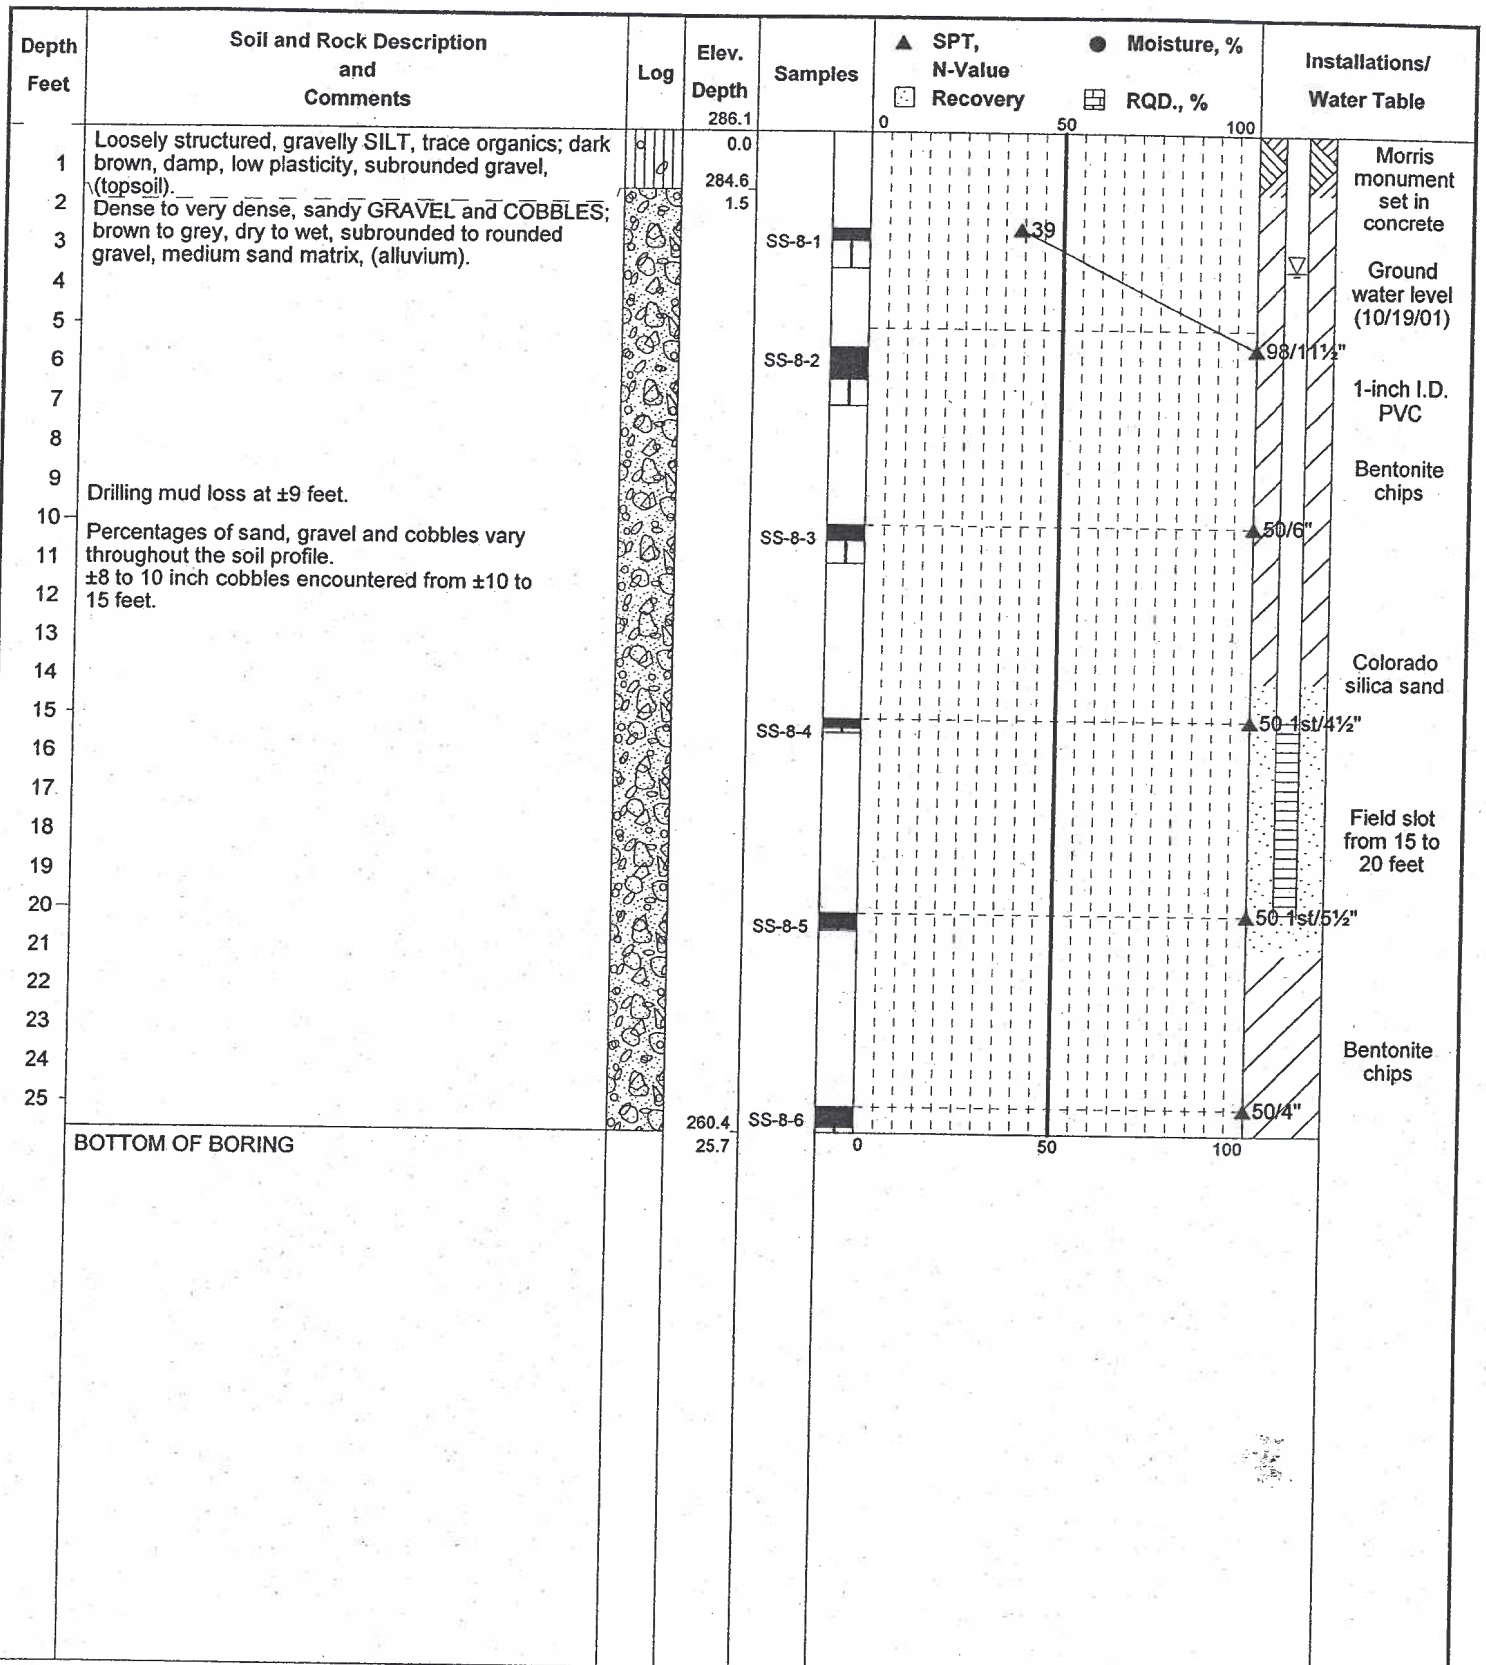 Depth
Feet
Soil and Rock Description
and
Comments
Log
Elev.
Depth
286.1
Samples
▲ SPT,
N-Value
Recovery
● Moisture, %
RQD., %
0 50 100
Installations/
Water Table
Loosely structured, gravelly SILT, trace organics; dark
brown, damp, low plasticity, subrounded gravel,
(topsoil).
Dense to very dense, sandy GRAVEL and COBBLES;
brown to grey, dry to wet, subrounded to rounded
gravel, medium sand matrix, (alluvium).
Drilling mud loss at ±9 feet.
Percentages of sand, gravel and cobbles vary
throughout the soil profile.
±8 to 10 inch cobbles encountered from ±10 to
15 feet.
BOTTOM OF BORING
1
2
3
4
5
6
7
8
9
10
11
12
13
14
15
16
17
18
19
20
21
22
23
24
25
0.0
284.6
1.5
260.4
25.7
SS-8-1
SS-8-2
SS-8-3
SS-8-4
SS-8-5
SS-8-6
39
98/11½"
50/6"
50 1st/4½"
50 1st/5½"
50/4"
0 50 100
Morris
monument
set in
concrete
Ground
water level
(10/19/01)
1-inch I.D.
PVC
Bentonite
chips
Colorado
silica sand
Field slot
from 15 to
20 feet
Bentonite
chips